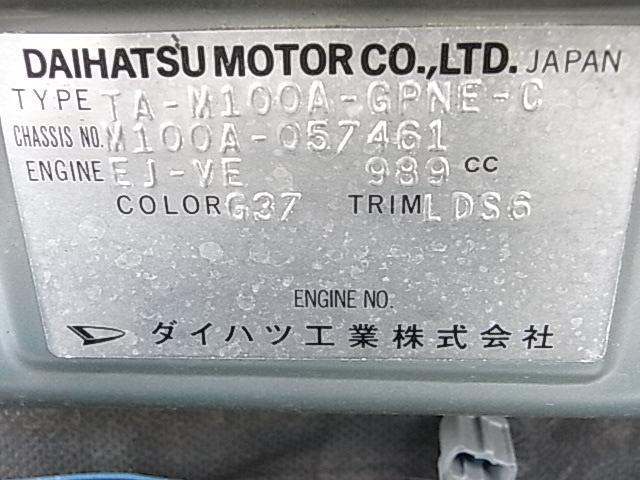 DAIHATSU MOTOR CO.,LTD. JAPAN
TYPE TA-M100A-GPNE-C
CHASSIS NO. M100A-057461
ENGINE EJ-VE 989 CC
COLOR G37 TRIM LDS6
ENGINE NO.
ダイハツ工業株式会社